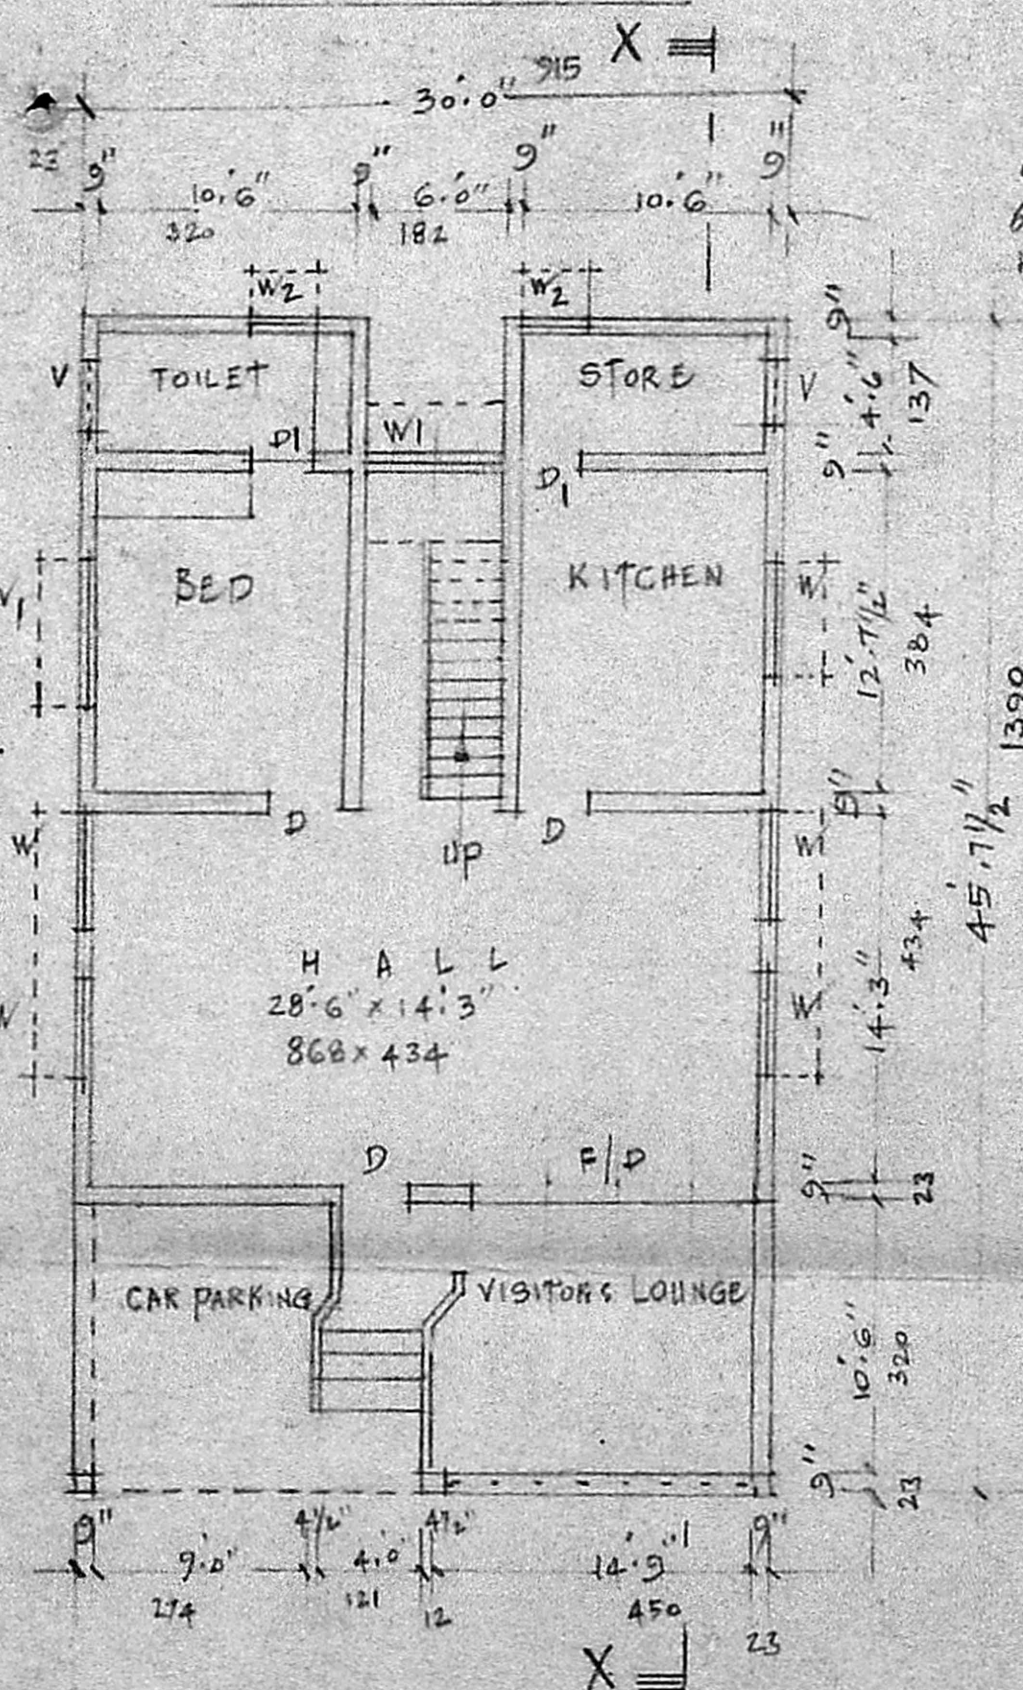 X
915
30'.0"
23 9" 9" 9" 9"
10'.6" 6'.0" 10'.6"
320 182
W2 W2
9"
V TOILET STORE V 4'.6" 137
D1 W1
9"
D1
BED KITCHEN W
V1
12'.7½" 384
1390
9"
D D
W W
UP
45'.7½"
H A L L
28'-6" x 14'.3"
868 x 434
434
W 14'.3"
D F/D
9" 23
CAR PARKING VISITORS LOUNGE
10'.6" 320
9" 23
9" 4½" 4½" 9"
9'.0" 4'.0" 14'.9"
274 121 12 450 23
X